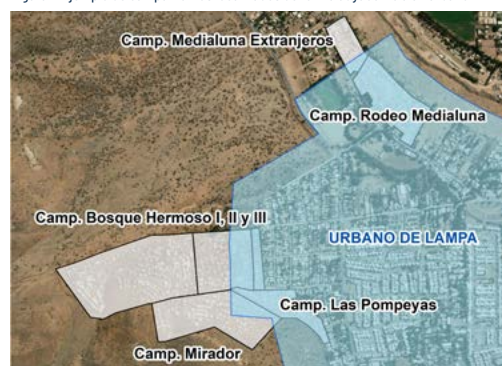 Camp. Medialuna Extranjeros
Camp. Rodeo Medialuna
Camp. Bosque Hermoso I, II y III
URBANO DE LAMPA
Camp. Las Pompeyas
Camp. Mirador